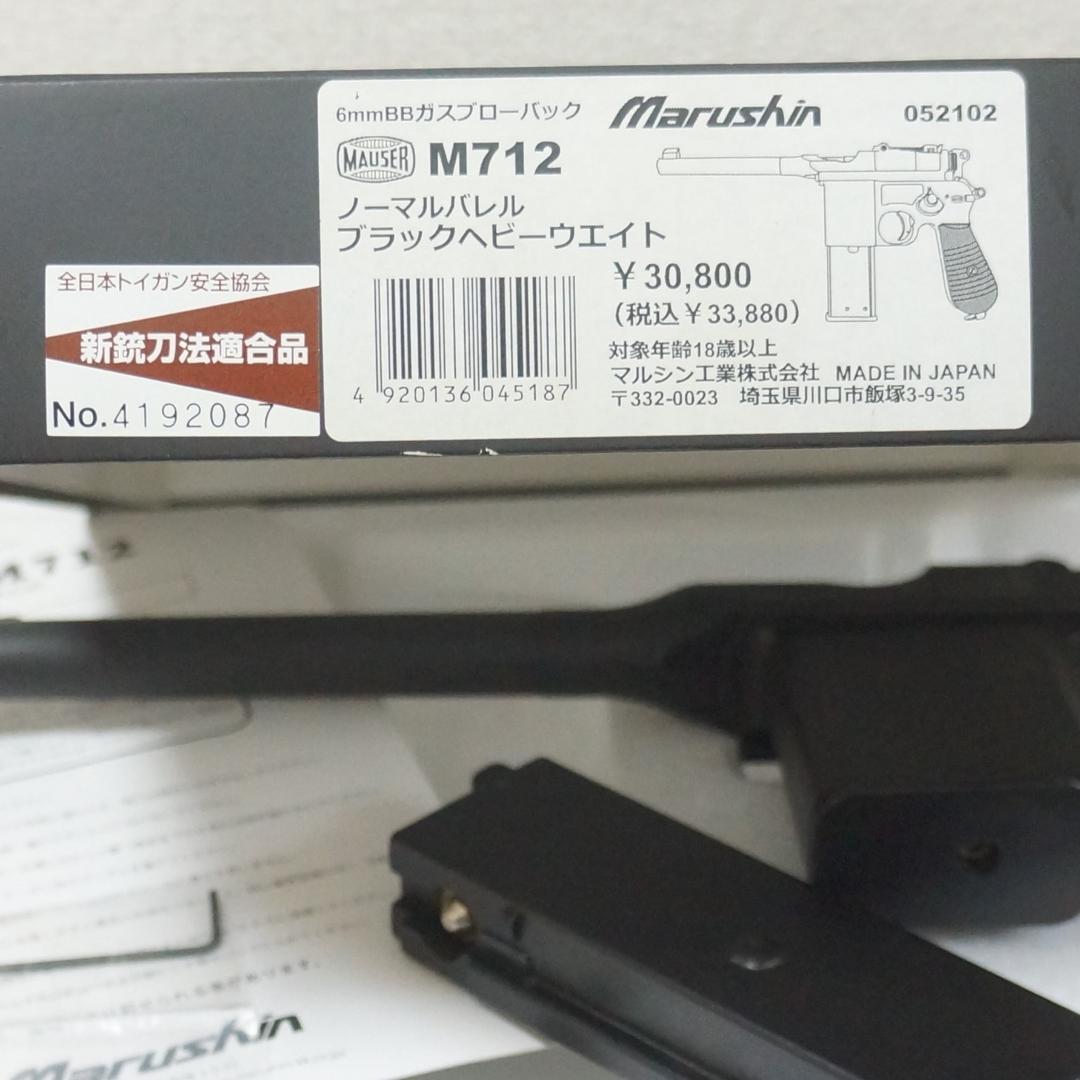 6mmBBガスブローバック
Marushin
052102
MAUSER M712
ノーマルバレル
ブラックヘビーウエイト
￥30,800
(税込￥33,880)
対象年齢18歳以上
マルシン工業株式会社 MADE IN JAPAN
〒332-0023 埼玉県川口市飯塚3-9-35
4 920136 045187
全日本トイガン安全協会
新銃刀法適合品
No.4192087
M712
Marushin